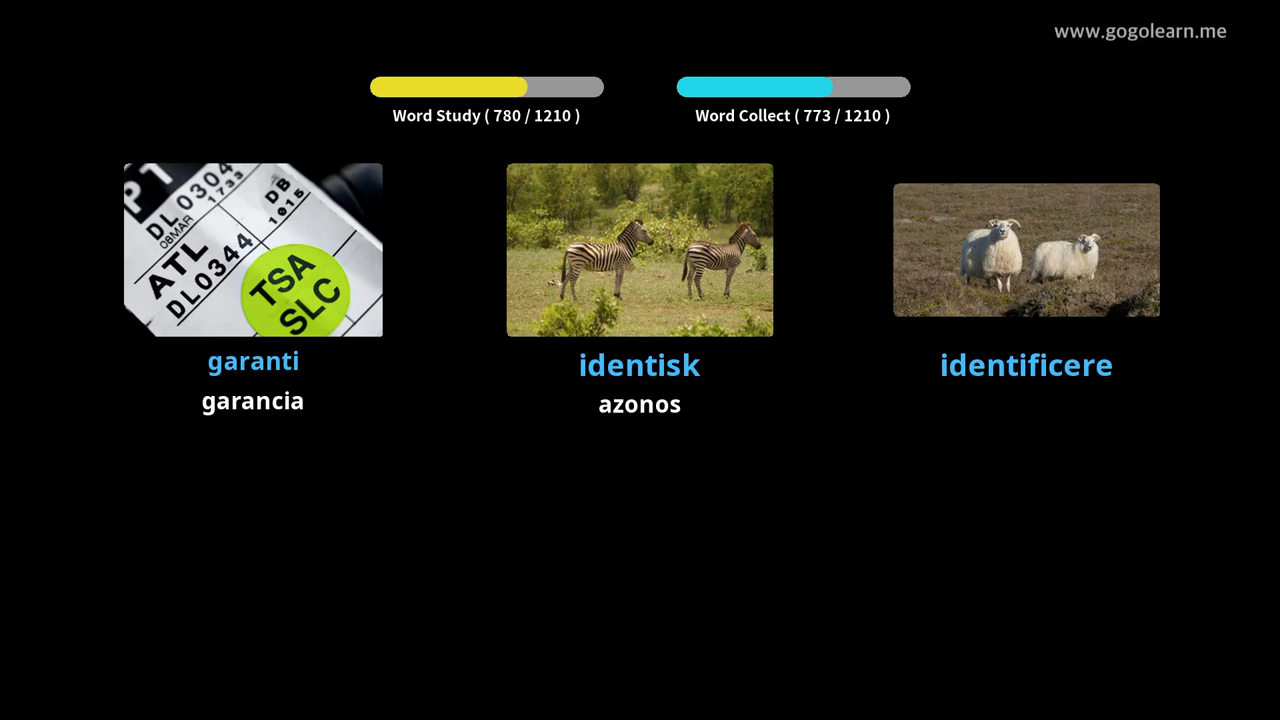 www.gogolearn.me
Word Study ( 780 / 1210 )
Word Collect ( 773 / 1210 )
PT
DL0304
1733
08MAR
DB
1015
ATL
DL0344
TSA
SLC
garanti
identisk
identificere
garancia
azonos